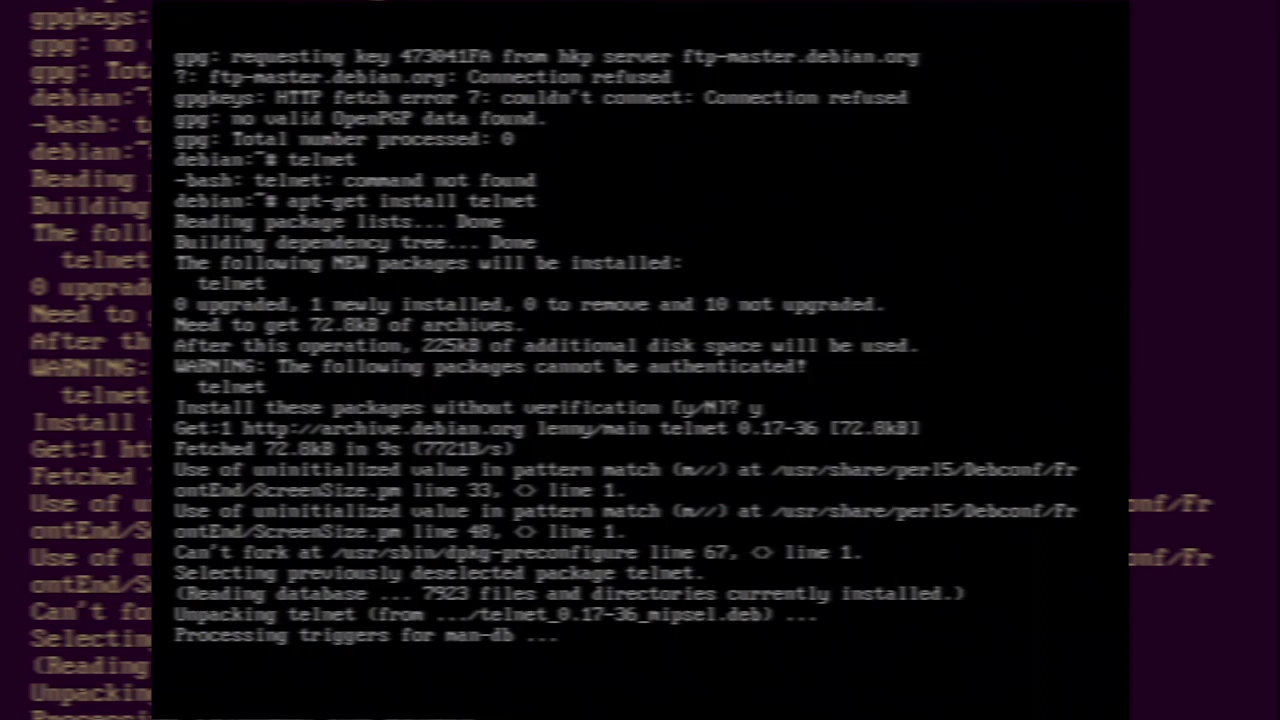 gpg: requesting key 473041FA from hkp server ftp-master.debian.org
?: ftp-master.debian.org: Connection refused
gpgkeys: HTTP fetch error 7: couldn't connect: Connection refused
gpg: no valid OpenPGP data found.
gpg: Total number processed: 0
debian:~# telnet
-bash: telnet: command not found
debian:~# apt-get install telnet
Reading package lists... Done
Building dependency tree... Done
The following NEW packages will be installed:
  telnet
0 upgraded, 1 newly installed, 0 to remove and 10 not upgraded.
Need to get 72.8kB of archives.
After this operation, 225kB of additional disk space will be used.
WARNING: The following packages cannot be authenticated!
  telnet
Install these packages without verification [y/N]? y
Get:1 http://archive.debian.org lenny/main telnet 0.17-36 [72.8kB]
Fetched 72.8kB in 9s (7721B/s)
Use of uninitialized value in pattern match (m//) at /usr/share/perl5/Debconf/Fr
ontEnd/ScreenSize.pm line 33, <> line 1.
Use of uninitialized value in pattern match (m//) at /usr/share/perl5/Debconf/Fr
ontEnd/ScreenSize.pm line 48, <> line 1.
Can't fork at /usr/sbin/dpkg-preconfigure line 67, <> line 1.
Selecting previously deselected package telnet.
(Reading database ... 7923 files and directories currently installed.)
Unpacking telnet (from .../telnet_0.17-36_mipsel.deb) ...
Processing triggers for man-db ...